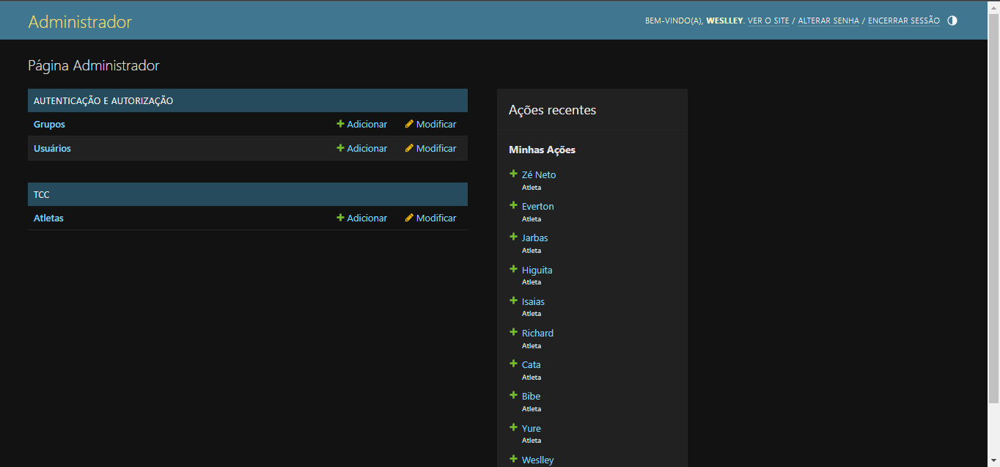 Administrador
BEM-VINDO(A), WESLLEY. VER O SITE / ALTERAR SENHA / ENCERRAR SESSÃO
Página Administrador
AUTENTICAÇÃO E AUTORIZAÇÃO
Grupos Adicionar Modificar
Usuários Adicionar Modificar
TCC
Atletas Adicionar Modificar
Ações recentes
Minhas Ações
Zé Neto
Atleta
Everton
Atleta
Jarbas
Atleta
Higuita
Atleta
Isaias
Atleta
Richard
Atleta
Cata
Atleta
Bibe
Atleta
Yure
Atleta
Weslley